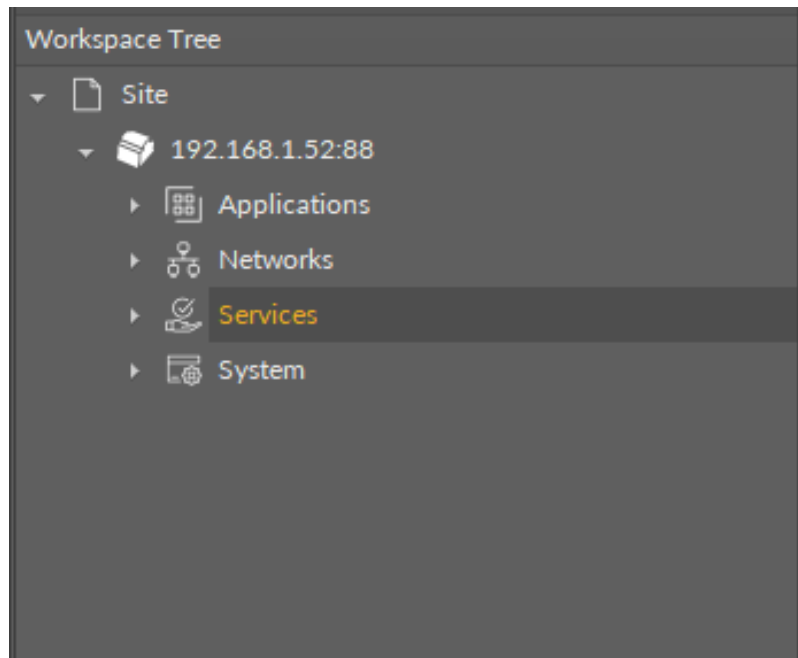 Workspace Tree
Site
192.168.1.52:88
Applications
Networks
Services
System